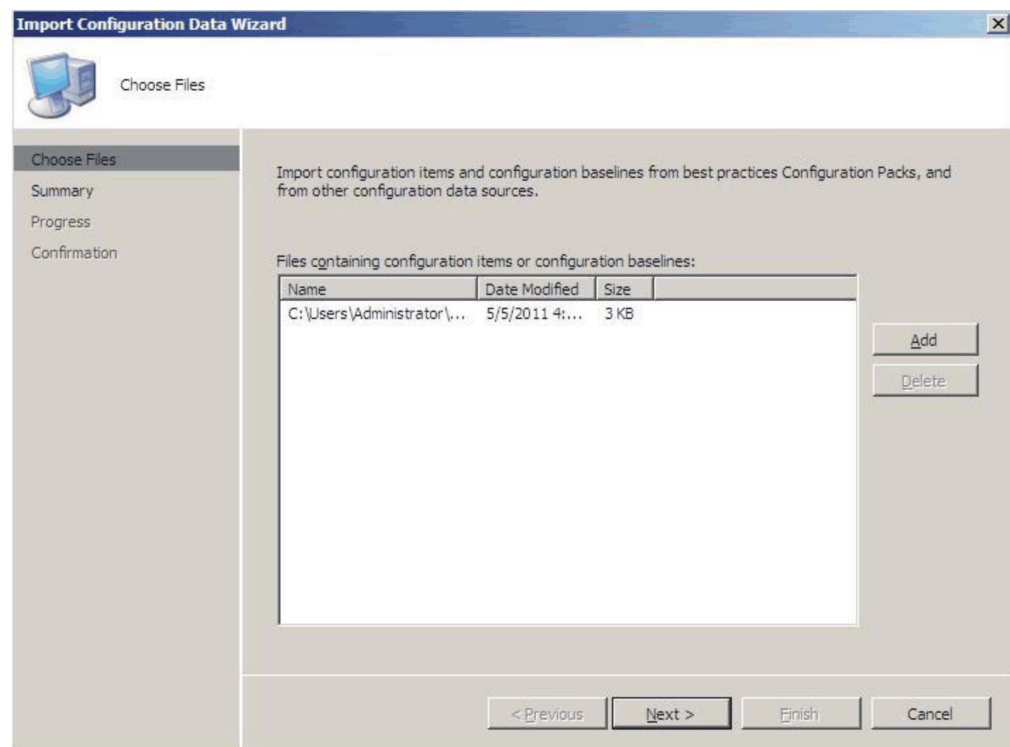 Import Configuration Data Wizard
Choose Files
Choose Files
Summary
Progress
Confirmation
Import configuration items and configuration baselines from best practices Configuration Packs, and
from other configuration data sources.
Files containing configuration items or configuration baselines:
Name Date Modified Size
C:\Users\Administrator\... 5/5/2011 4:... 3 KB
Add
Delete
< Previous Next > Finish Cancel